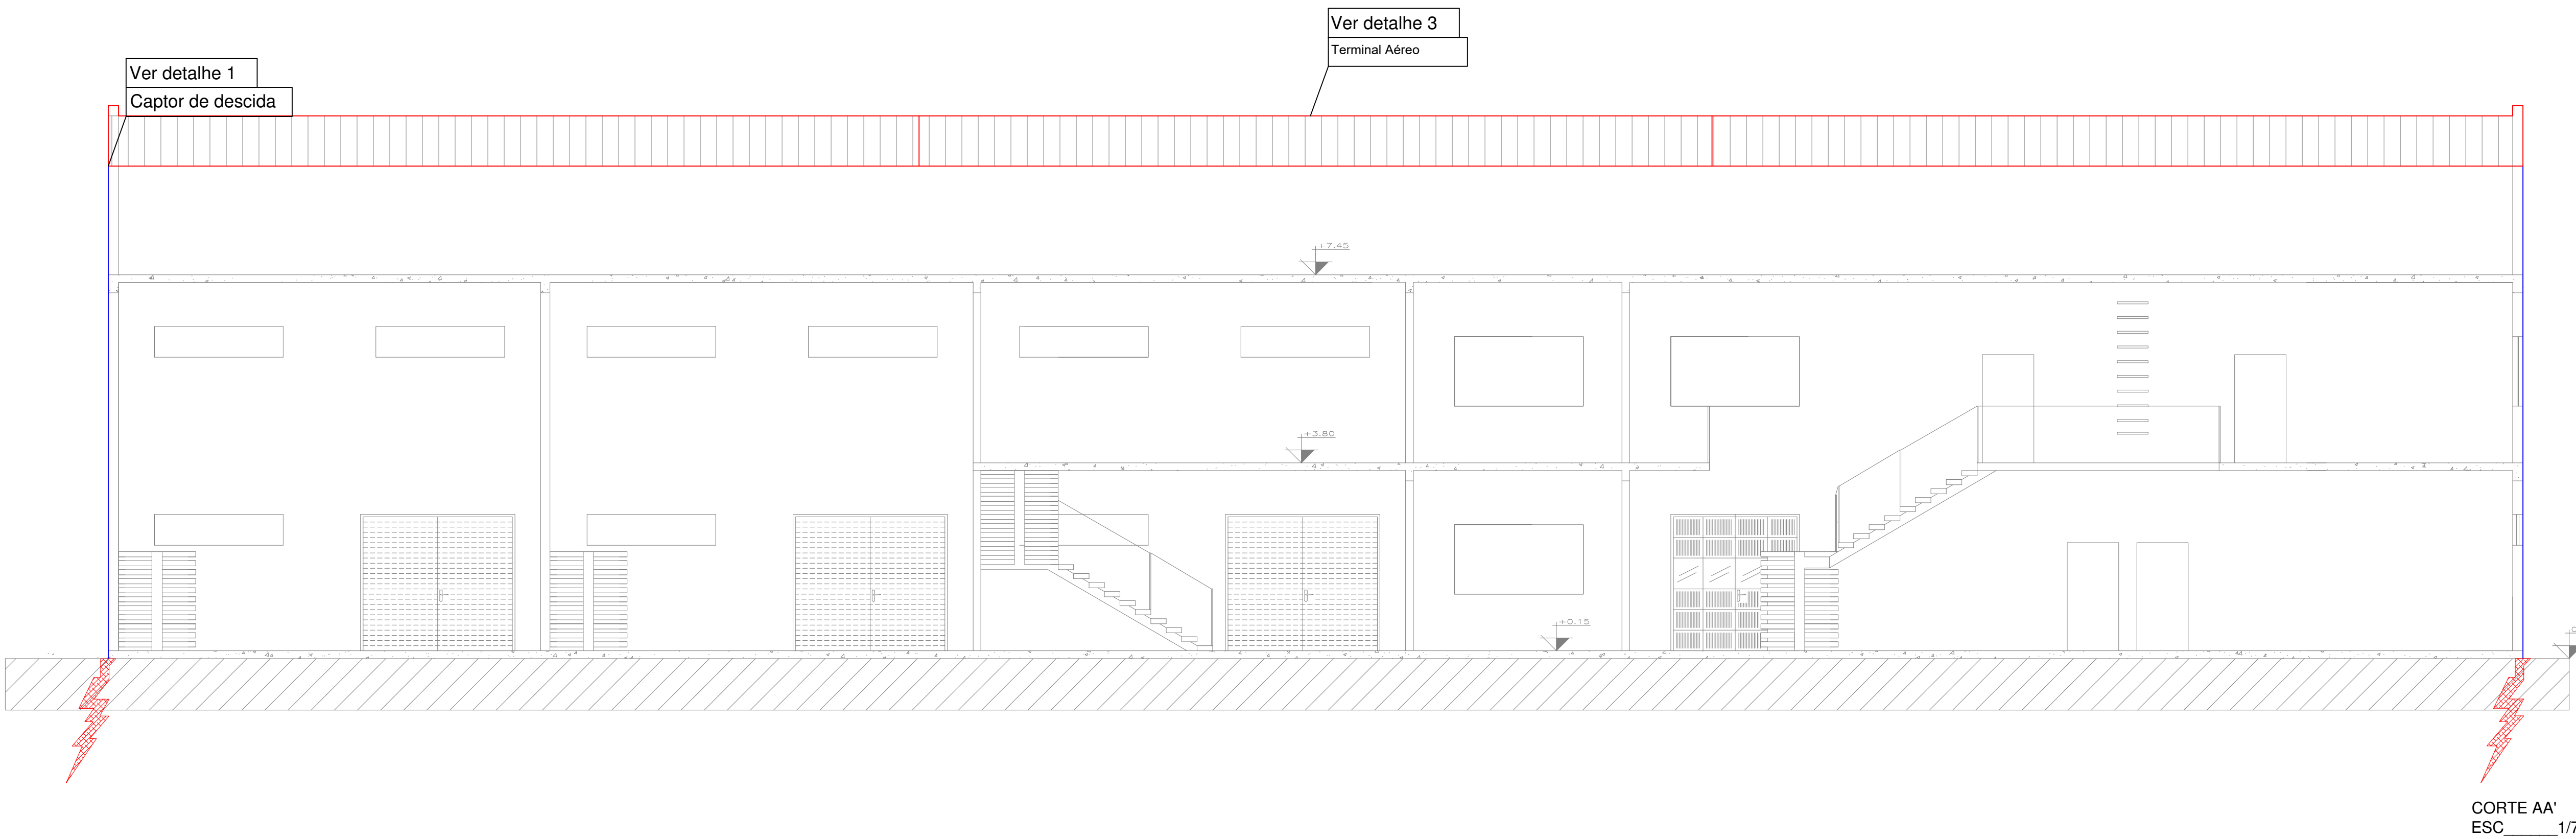 Ver detalhe 3
Terminal Aéreo
Ver detalhe 1
Captor de descida
+7.45
+3.80
+0.15
CORTE AA'
ESC______1/7